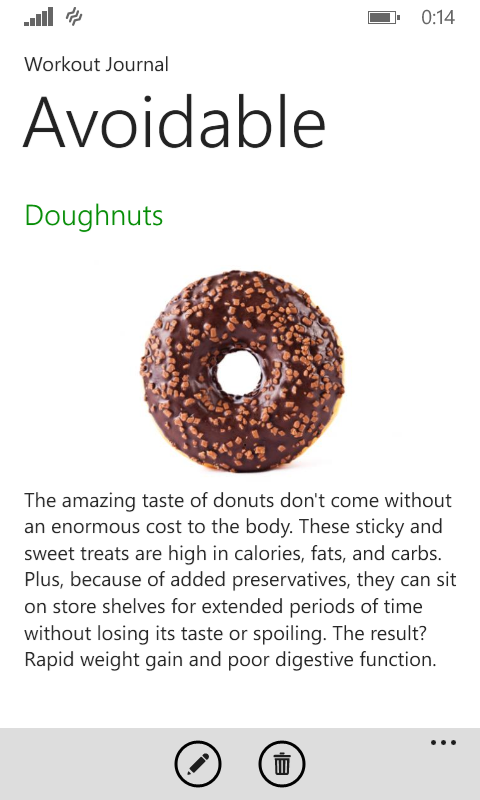 0:14
Workout Journal
Avoidable
Doughnuts
The amazing taste of donuts don't come without
an enormous cost to the body. These sticky and
sweet treats are high in calories, fats, and carbs.
Plus, because of added preservatives, they can sit
on store shelves for extended periods of time
without losing its taste or spoiling. The result?
Rapid weight gain and poor digestive function.